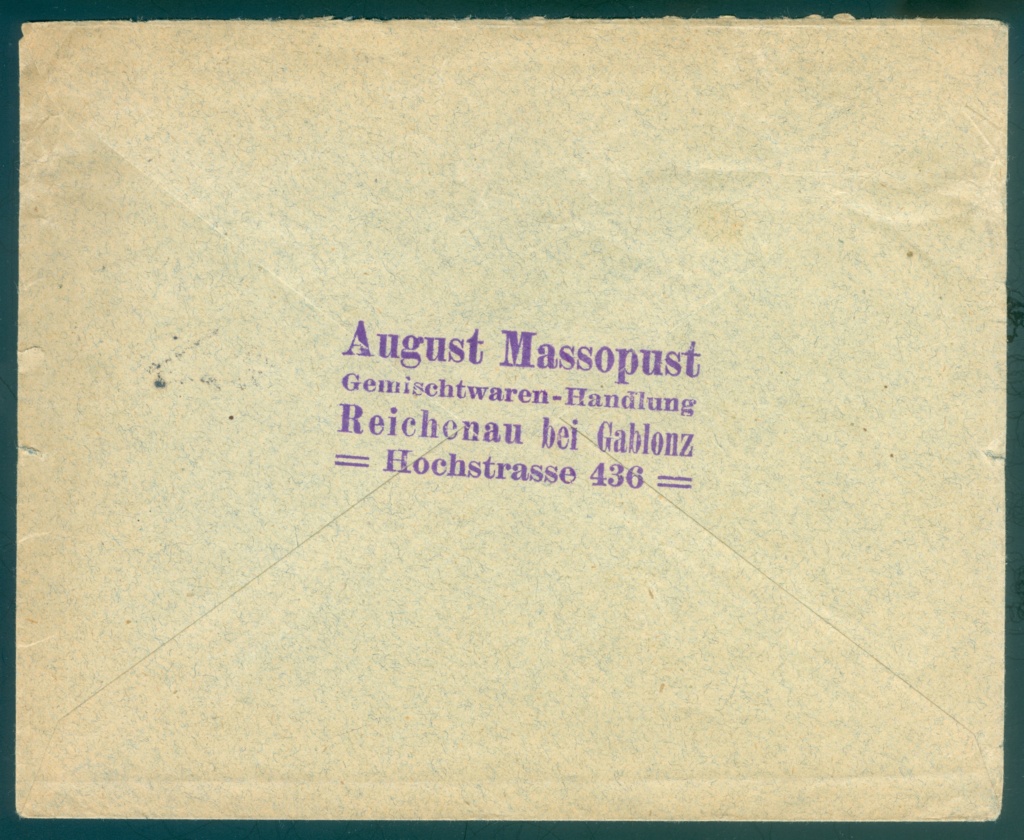 August Massopust
Gemischtwaren-Handlung
Reichenau bei Gablonz
= Hochstrasse 436 =